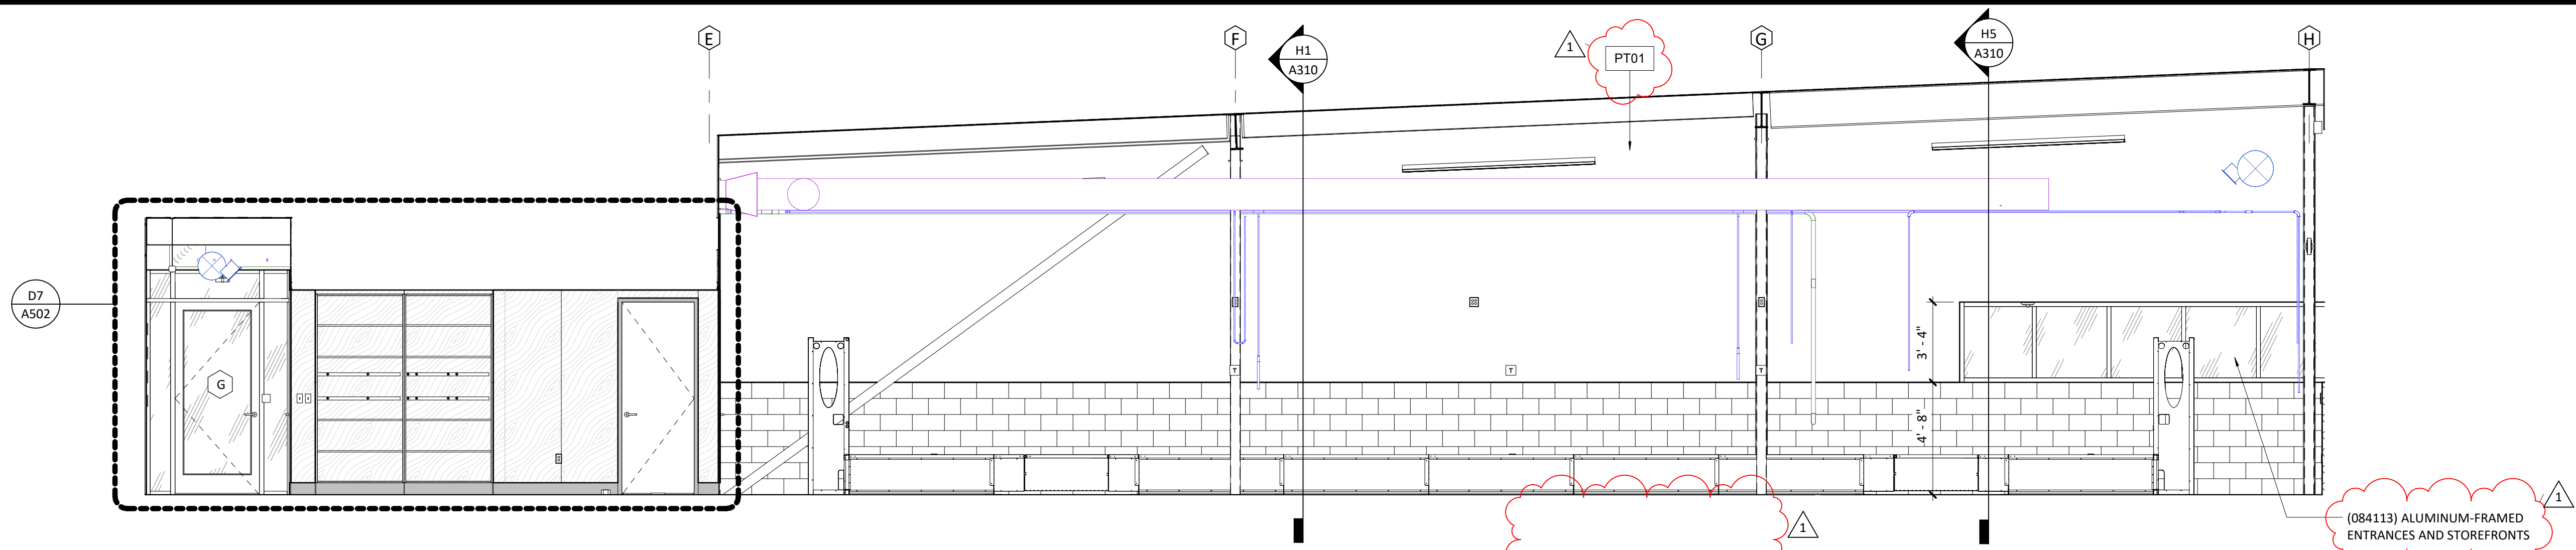 E
F
H1
A310
1
PT01
G
H5
A310
H
D7
A502
G
3' - 4"
T
T
T
4' - 8"
1
1
(084113) ALUMINUM-FRAMED
ENTRANCES AND STOREFRONTS